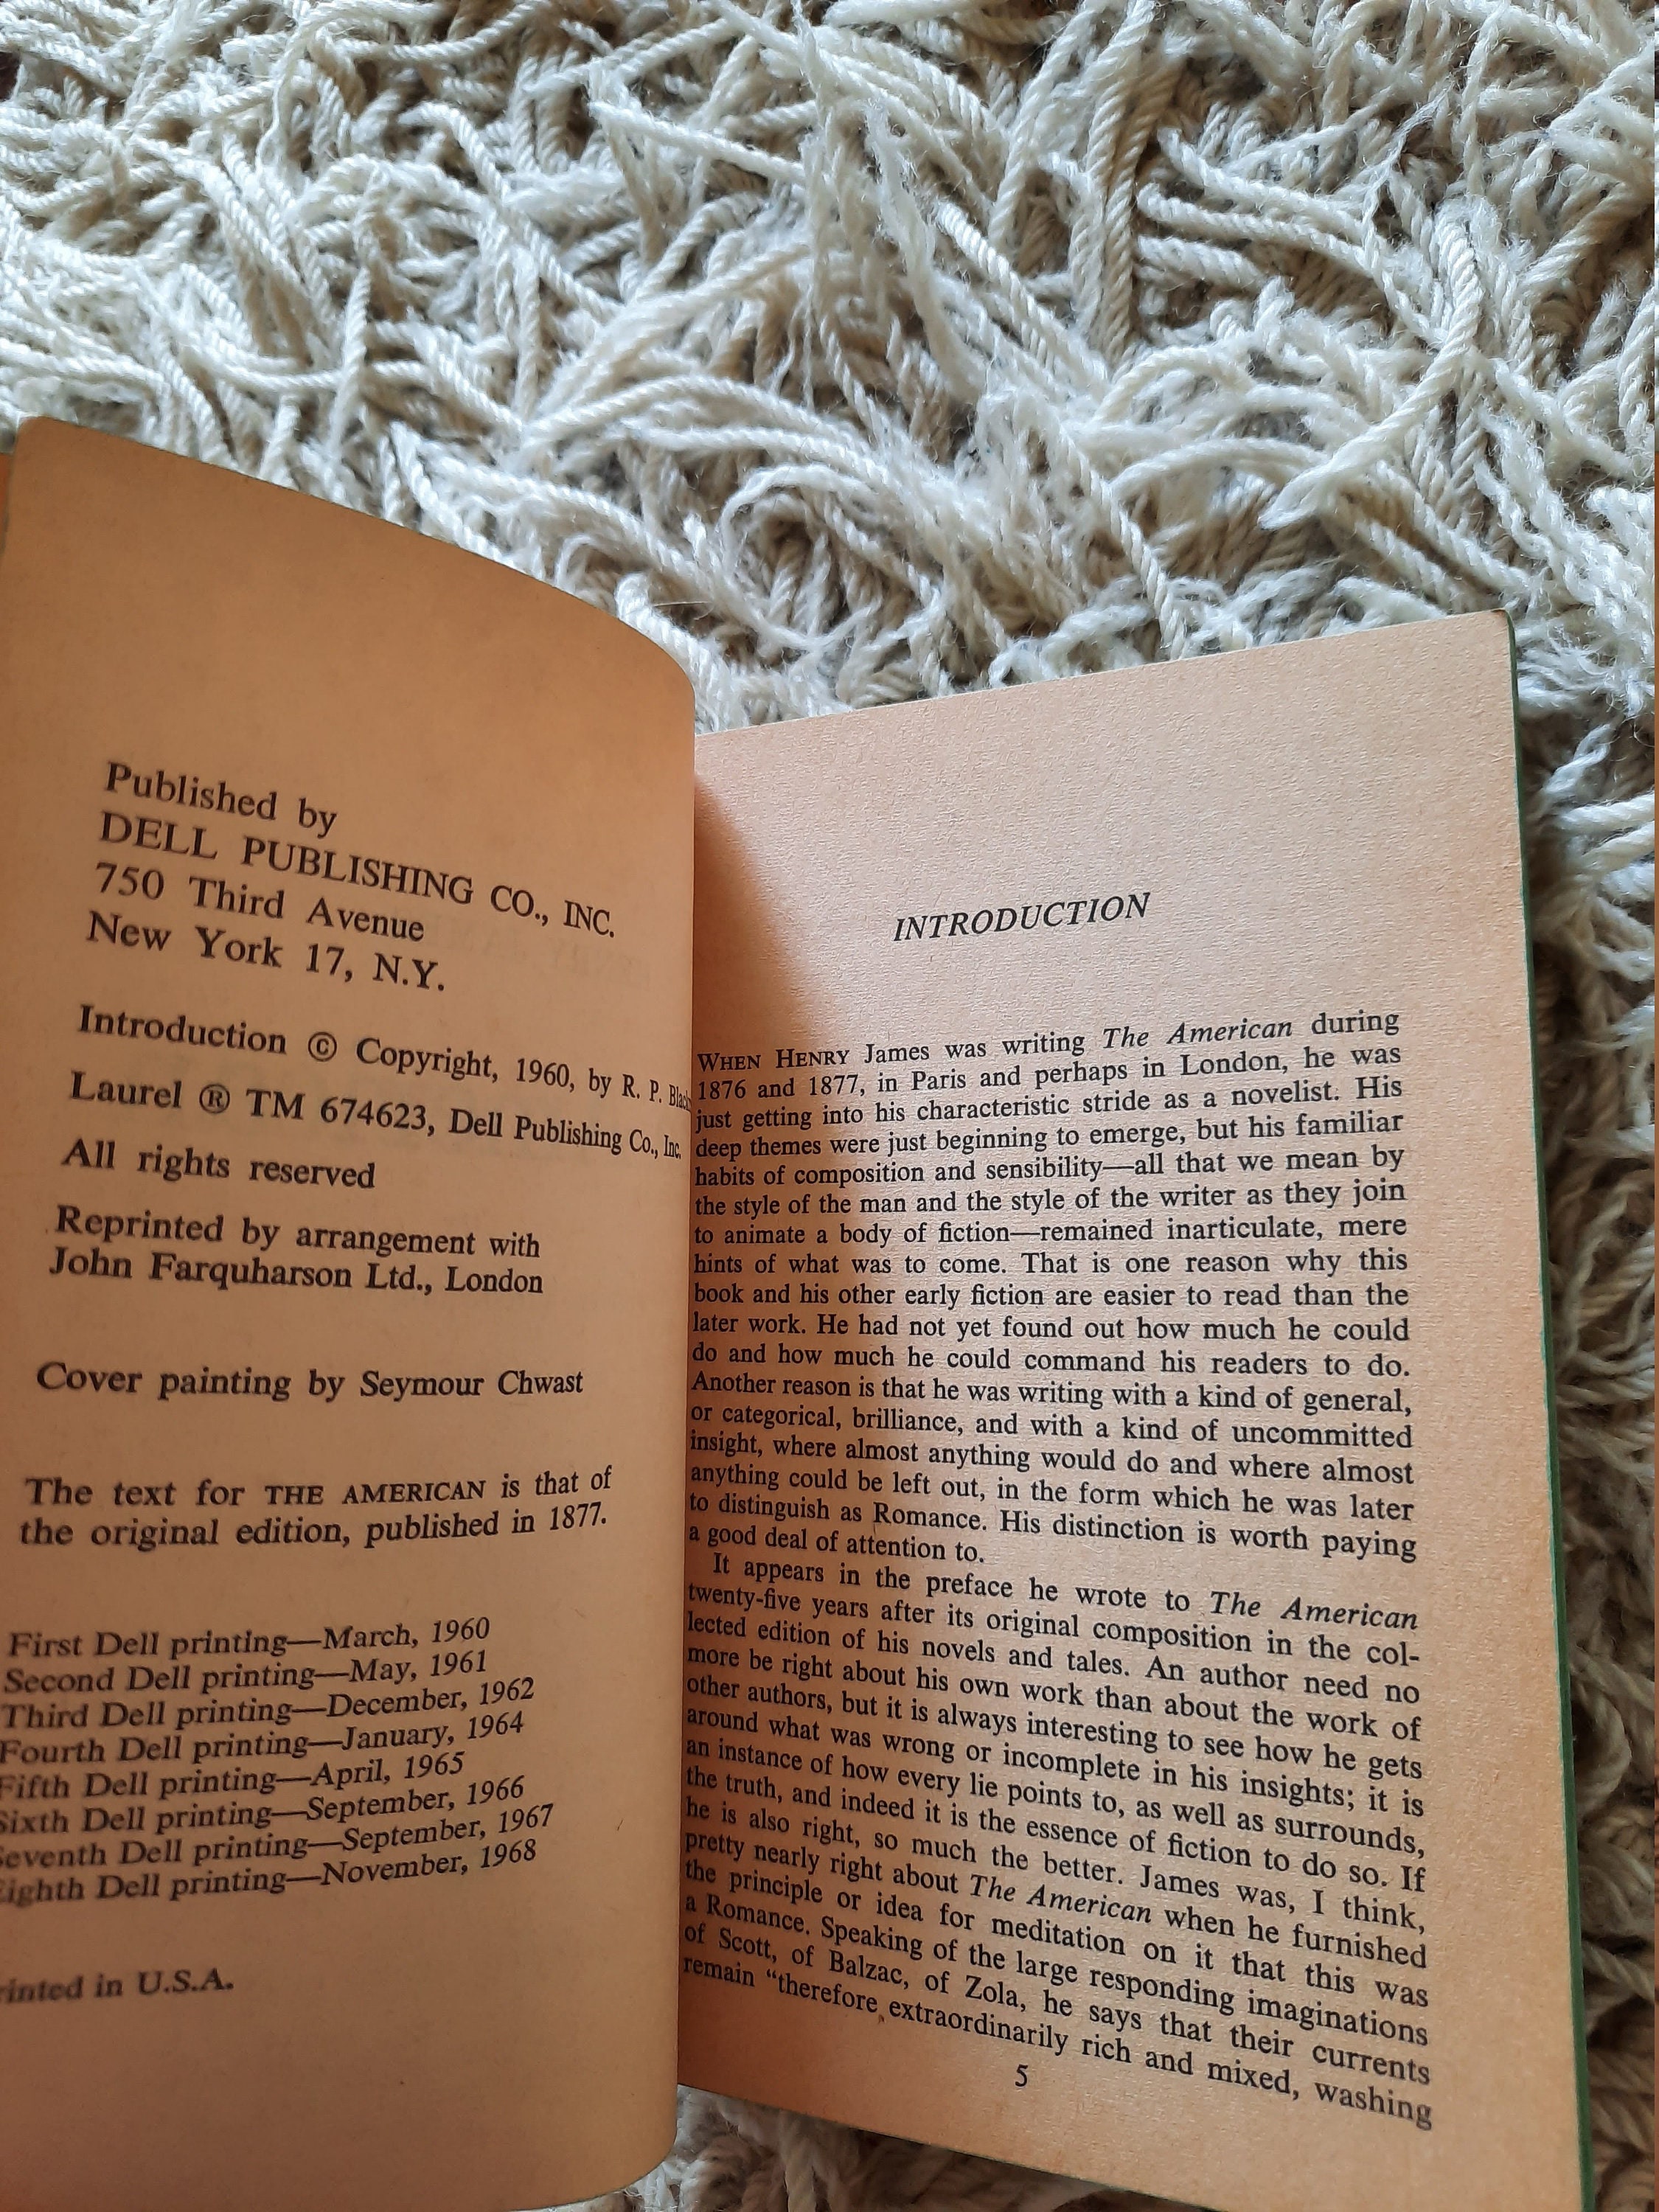 Published by
DELL PUBLISHING CO., INC.
750 Third Avenue
New York 17, N.Y.
Introduction © Copyright, 1960, by R. P.
Laurel ® TM 674623, Dell Publishing Co., Inc.
All rights reserved
Reprinted by arrangement with
John Farquharson Ltd., London
Cover painting by Seymour Chwast
The text for THE AMERICAN is that of
the original edition, published in 1877.
First Dell printing—March, 1960
Second Dell printing—May, 1961
Third Dell printing—December, 1962
Fourth Dell printing—January, 1964
Fifth Dell printing—April, 1965
Sixth Dell printing—September, 1966
Seventh Dell printing—September, 1967
Eighth Dell printing—November, 1968
rinted in U.S.A.
INTRODUCTION
WHEN HENRY James was writing The American during
1876 and 1877, in Paris and perhaps in London, he was
just getting into his characteristic stride as a novelist. His
deep themes were just beginning to emerge, but his familiar
habits of composition and sensibility—all that we mean by
the style of the man and the style of the writer as they join
to animate a body of fiction—remained inarticulate, mere
hints of what was to come. That is one reason why this
book and his other early fiction are easier to read than the
later work. He had not yet found out how much he could
do and how much he could command his readers to do.
Another reason is that he was writing with a kind of general,
or categorical, brilliance, and with a kind of uncommitted
insight, where almost anything would do and where almost
anything could be left out, in the form which he was later
to distinguish as Romance. His distinction is worth paying
a good deal of attention to.
It appears in the preface he wrote to The American
twenty-five years after its original composition in the col-
lected edition of his novels and tales. An author need no
more be right about his own work than about the work of
other authors, but it is always interesting to see how he gets
around what was wrong or incomplete in his insights; it is
an instance of how every lie points to, as well as surrounds,
the truth, and indeed it is the essence of fiction to do so. If
he is also right, so much the better. James was, I think,
pretty nearly right about The American when he furnished
the principle or idea for meditation on it that this was
a Romance. Speaking of the large responding imaginations
of Scott, of Balzac, of Zola, he says that their currents
remain "therefore extraordinarily rich and mixed, washing
5